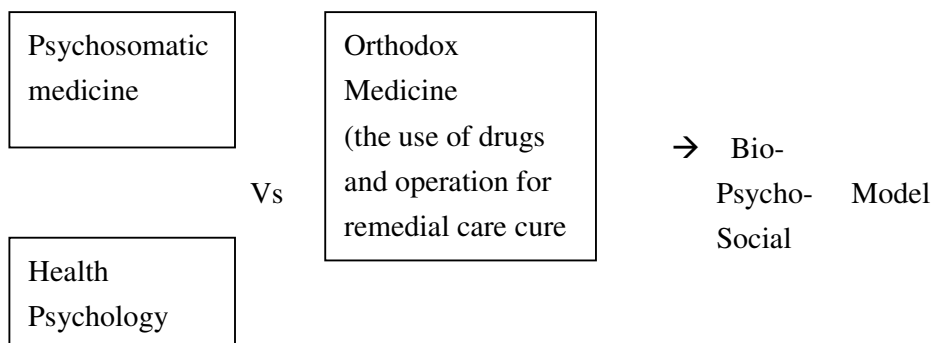 Psychosomatic
medicine
Health
Psychology
Vs
Orthodox
Medicine
(the use of drugs
and operation for
remedial care cure
→ Bio-
Psycho- Model
Social